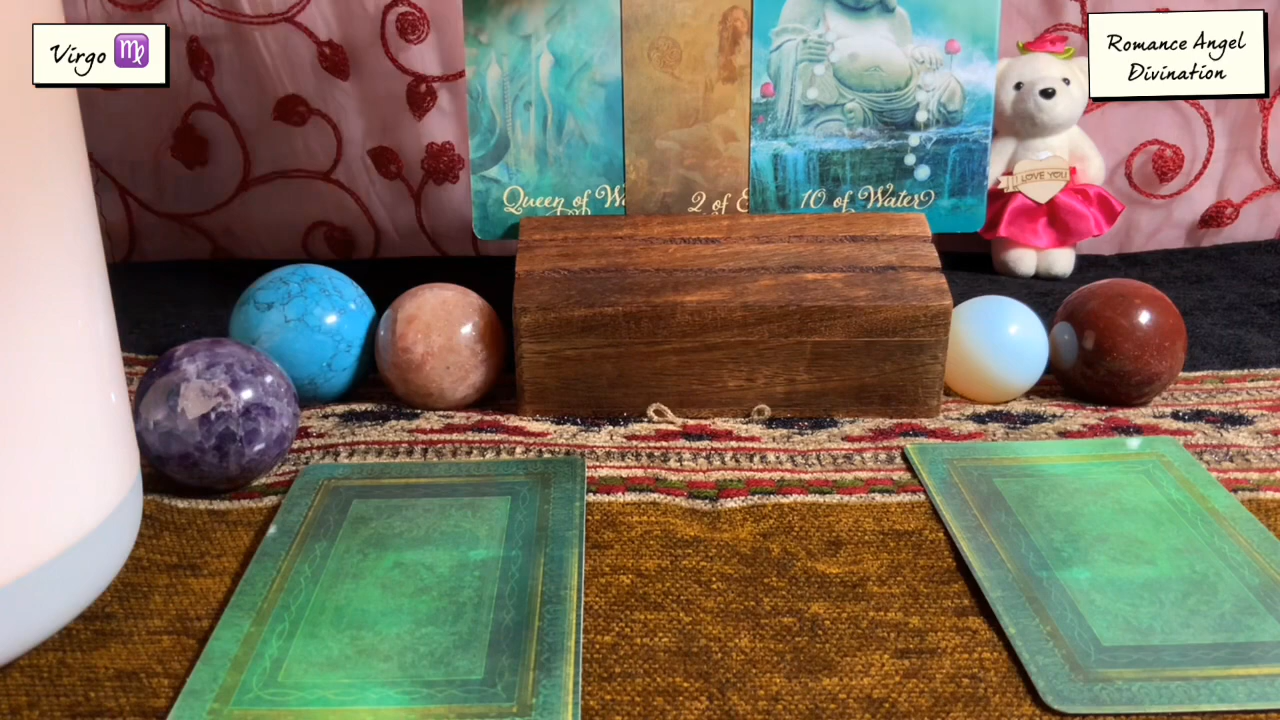 Virgo ♍
Romance Angel
Divination
Queen of W
2 of E
10 of Water
I LOVE YOU